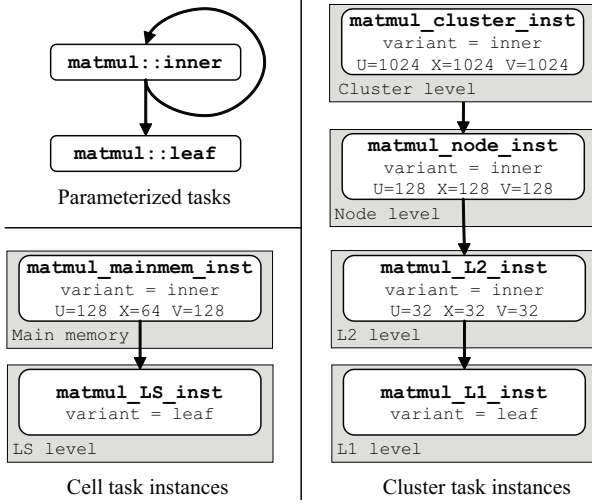 matmul::inner
matmul::leaf
Parameterized tasks
matmul_mainmem_inst
variant = inner
U=128 X=64 V=128
Main memory
matmul_LS_inst
variant = leaf
LS level
Cell task instances
matmul_cluster_inst
variant = inner
U=1024 X=1024 V=1024
Cluster level
matmul_node_inst
variant = inner
U=128 X=128 V=128
Node level
matmul_L2_inst
variant = inner
U=32 X=32 V=32
L2 level
matmul_L1_inst
variant = leaf
L1 level
Cluster task instances